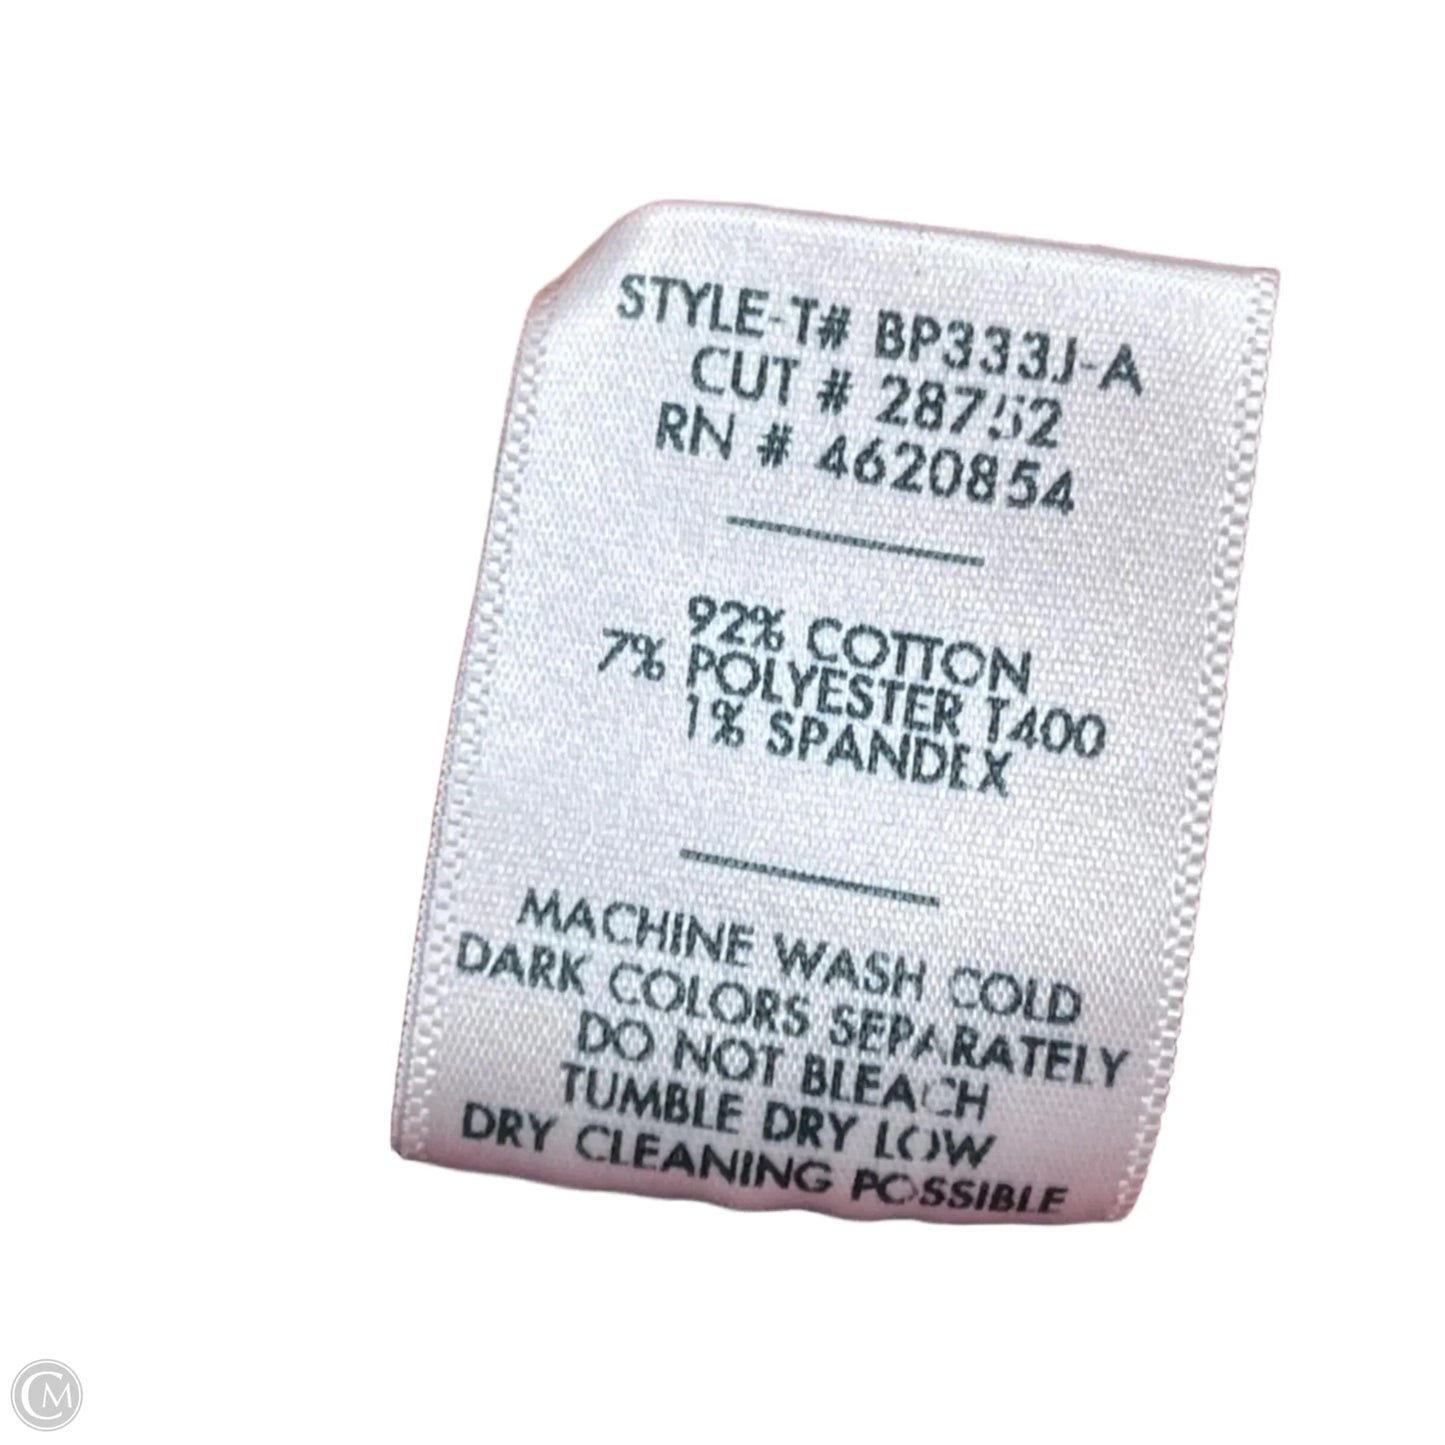 STYLE-T# BP333J-A
CUT # 28752
RN # 4620854
92% COTTON
7% POLYESTER T400
1% SPANDEX
MACHINE WASH COLD
DARK COLORS SEPARATELY
DO NOT BLEACH
TUMBLE DRY LOW
DRY CLEANING POSSIBLE
CM